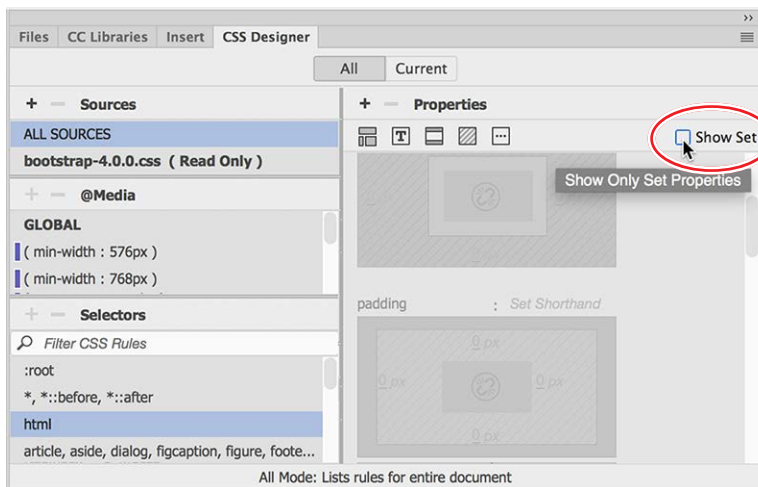 Files CC Libraries Insert CSS Designer
All Current
+ − Sources
ALL SOURCES
bootstrap-4.0.0.css ( Read Only )
+ − @Media
GLOBAL
( min-width : 576px )
( min-width : 768px )
+ − Selectors
Filter CSS Rules
:root
*, *::before, *::after
html
article, aside, dialog, figcaption, figure, foote...
+ − Properties
T
Show Set
Show Only Set Properties
padding : Set Shorthand
0 px
0 px 0 px
0 px
All Mode: Lists rules for entire document